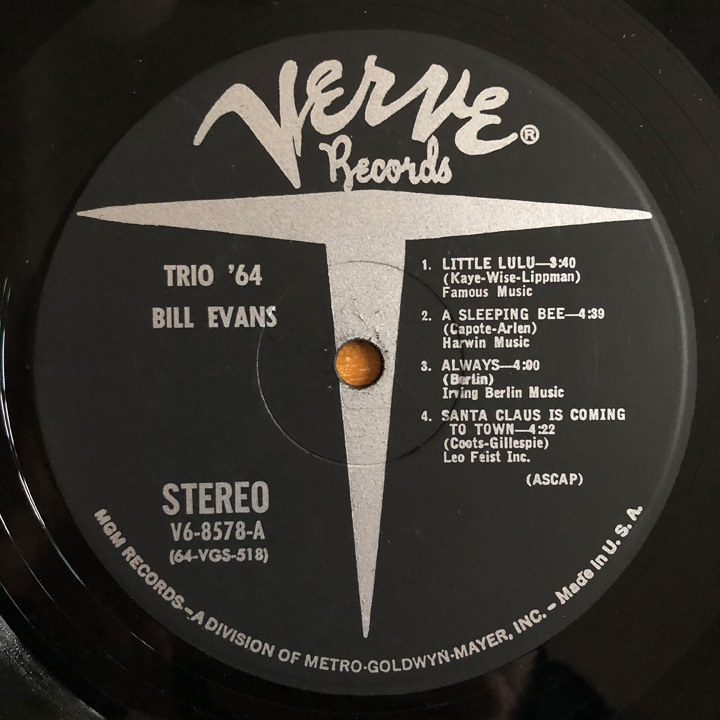 Verve®
Records
TRIO '64
BILL EVANS
1. LITTLE LULU—3:40
(Kaye-Wise-Lippman)
Famous Music
2. A SLEEPING BEE—4:39
(Capote-Arlen)
Harwin Music
3. ALWAYS—4:00
(Berlin)
Irving Berlin Music
4. SANTA CLAUS IS COMING
TO TOWN—4:22
(Coots-Gillespie)
Leo Feist Inc.
(ASCAP)
STEREO
V6-8578-A
(64-VGS-518)
MGM RECORDS–A DIVISION OF METRO-GOLDWYN-MAYER, INC. – Made in U. S. A.